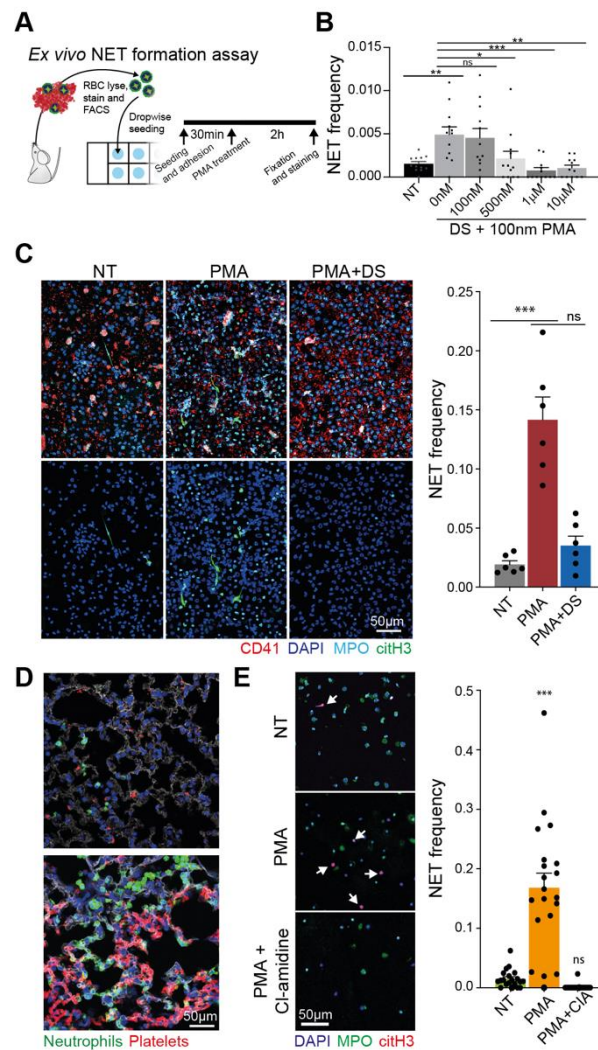 A
Ex vivo NET formation assay
RBC lyse,
stain and
FACS
Dropwise
seeding
30min
2h
Seeding
and adhesion
PMA treatment
Fixation
and staining
B
NET frequency
0.015
0.010
0.005
0.000
**
***
*
ns
**
NT
0nM
100nM
500nM
1μM
10μM
DS + 100nm PMA
C
NT
PMA
PMA+DS
50μm
CD41 DAPI MPO citH3
NET frequency
0.25
0.20
0.15
0.10
0.05
0.00
***
ns
NT
PMA
PMA+DS
D
50μm
Neutrophils Platelets
E
NT
PMA
PMA +
Cl-amidine
50μm
DAPI MPO citH3
NET frequency
0.5
0.4
0.3
0.2
0.1
0.0
***
ns
NT
PMA
PMA+ClA